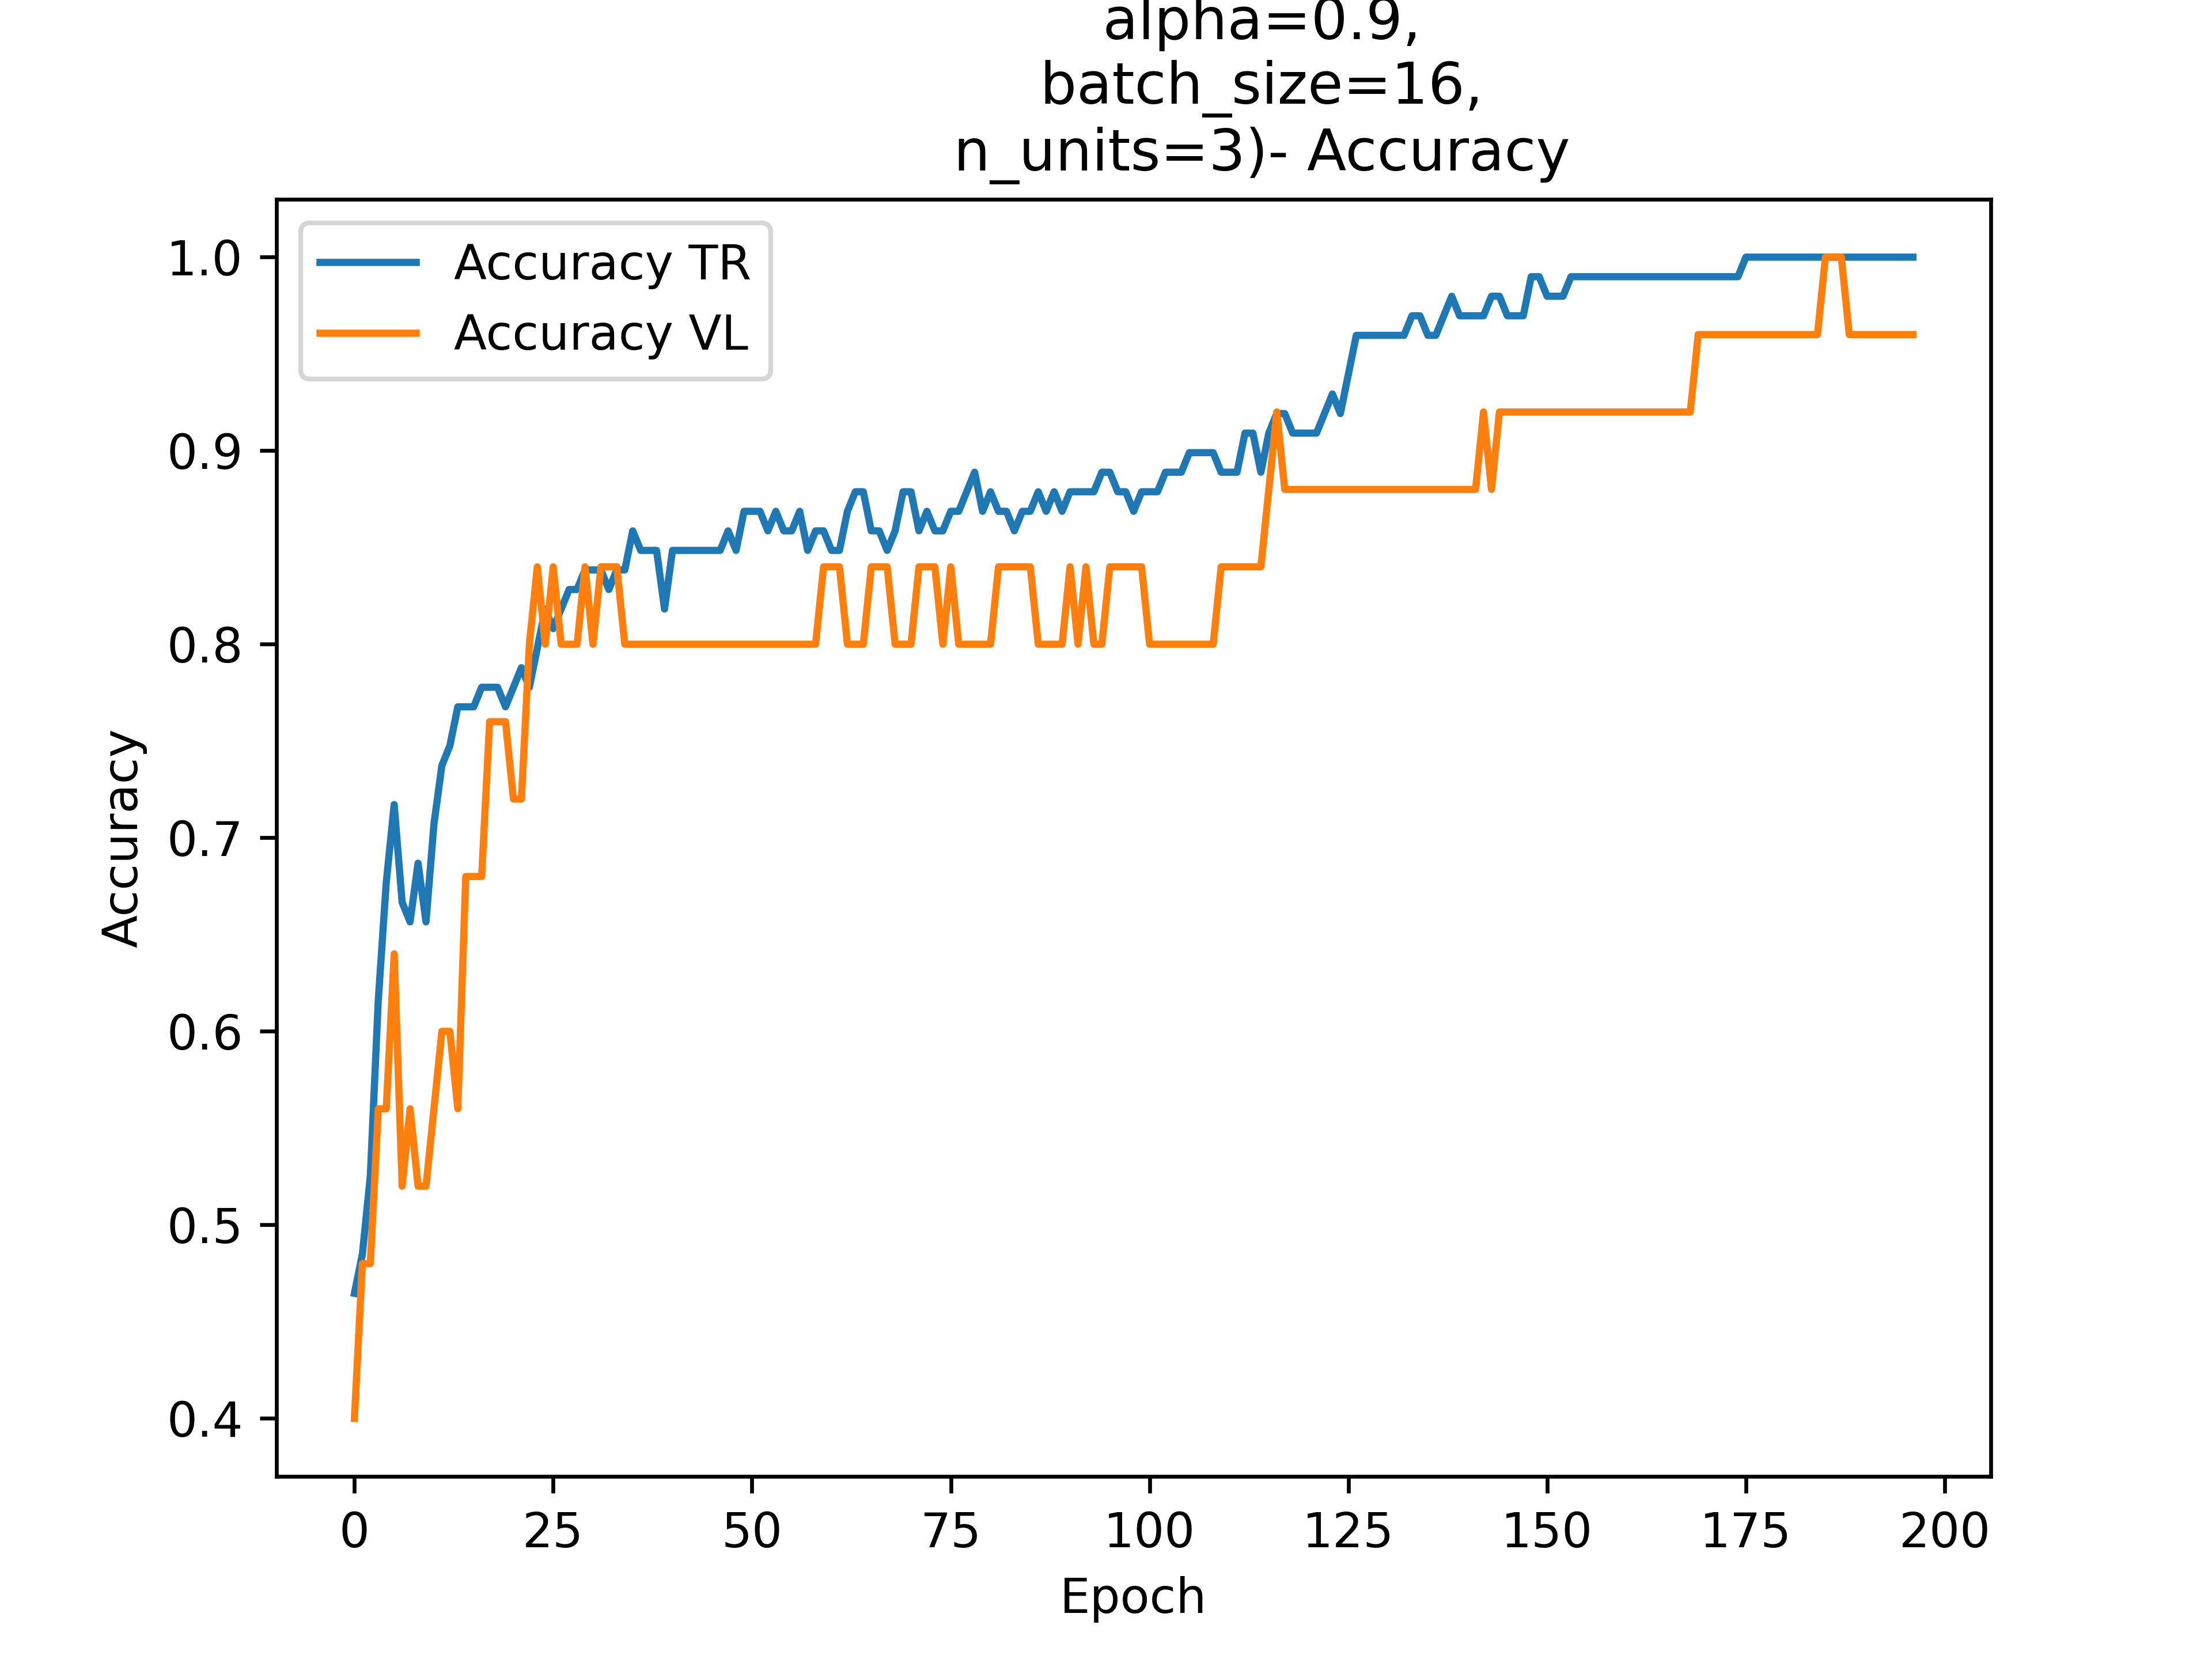 alpha=0.9,
batch_size=16,
n_units=3)- Accuracy
Accuracy TR
Accuracy VL
1.0
0.9
0.8
0.7
0.6
0.5
0.4
Accuracy
0 25 50 75 100 125 150 175 200
Epoch